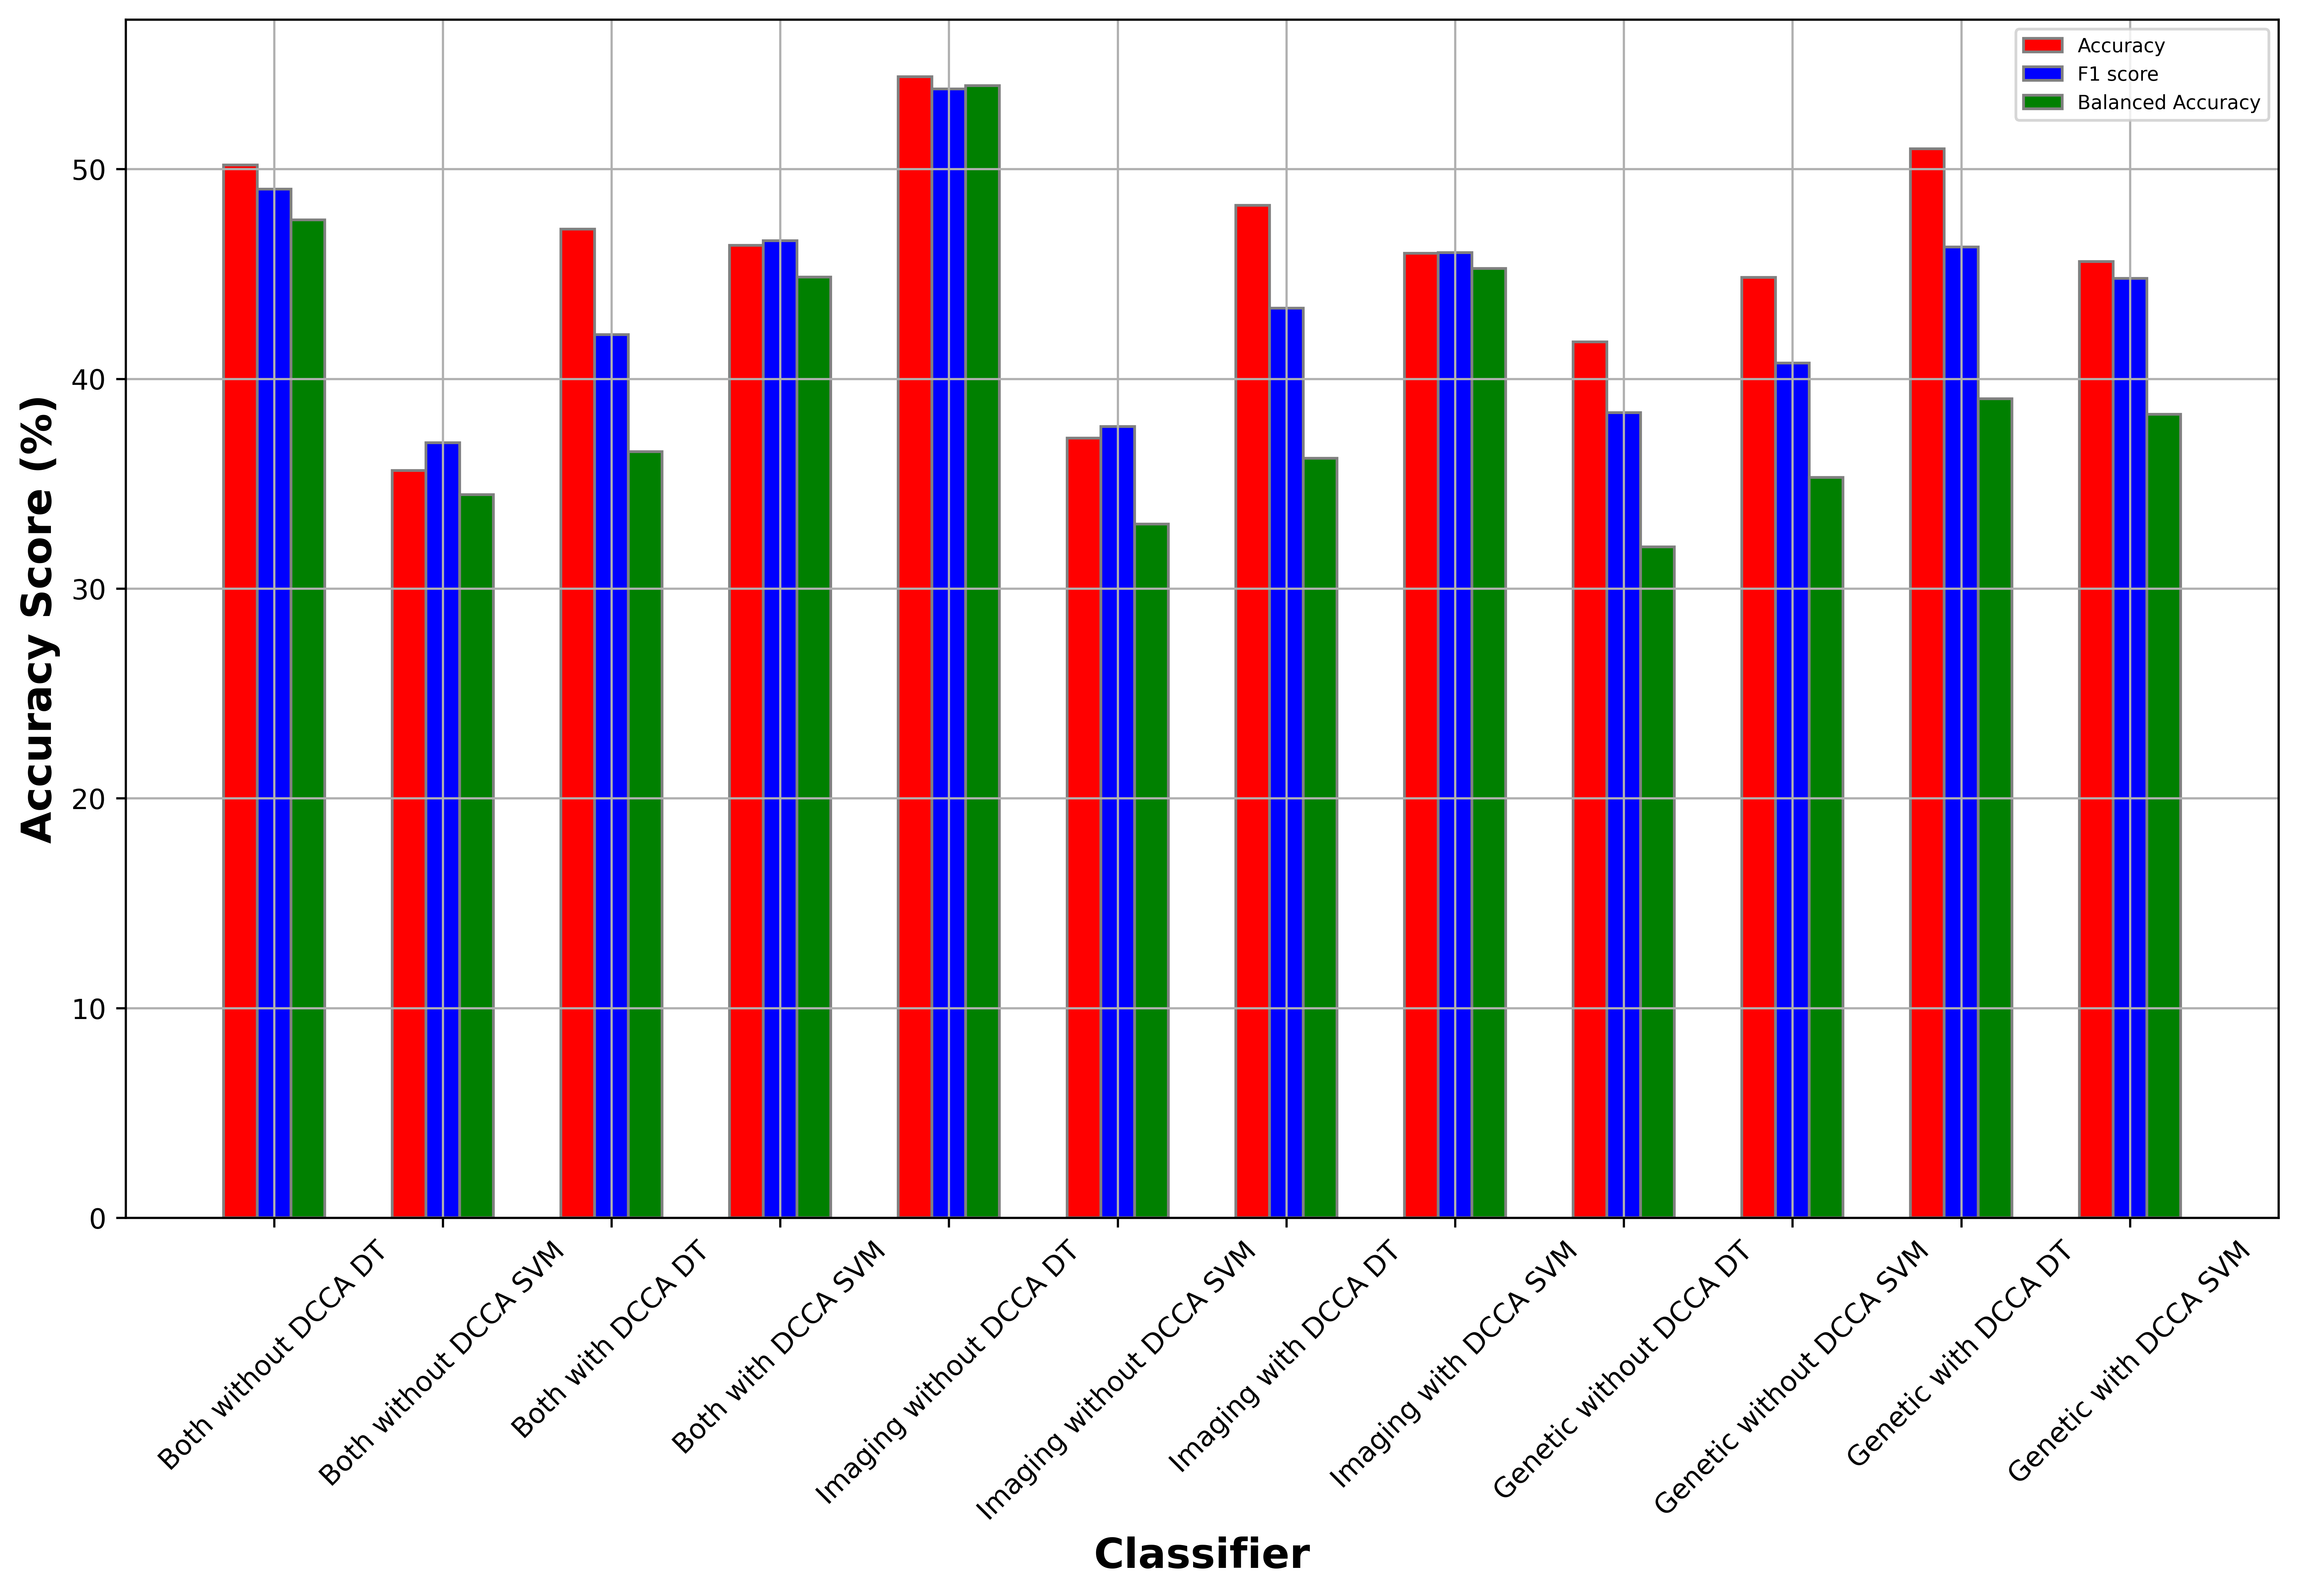 Accuracy
F1 score
Balanced Accuracy
Accuracy Score (%)
50
40
30
20
10
0
Both without DCCA DT
Both without DCCA SVM
Both with DCCA DT
Both with DCCA SVM
Imaging without DCCA DT
Imaging without DCCA SVM
Imaging with DCCA DT
Imaging with DCCA SVM
Genetic without DCCA DT
Genetic without DCCA SVM
Genetic with DCCA DT
Genetic with DCCA SVM
Classifier